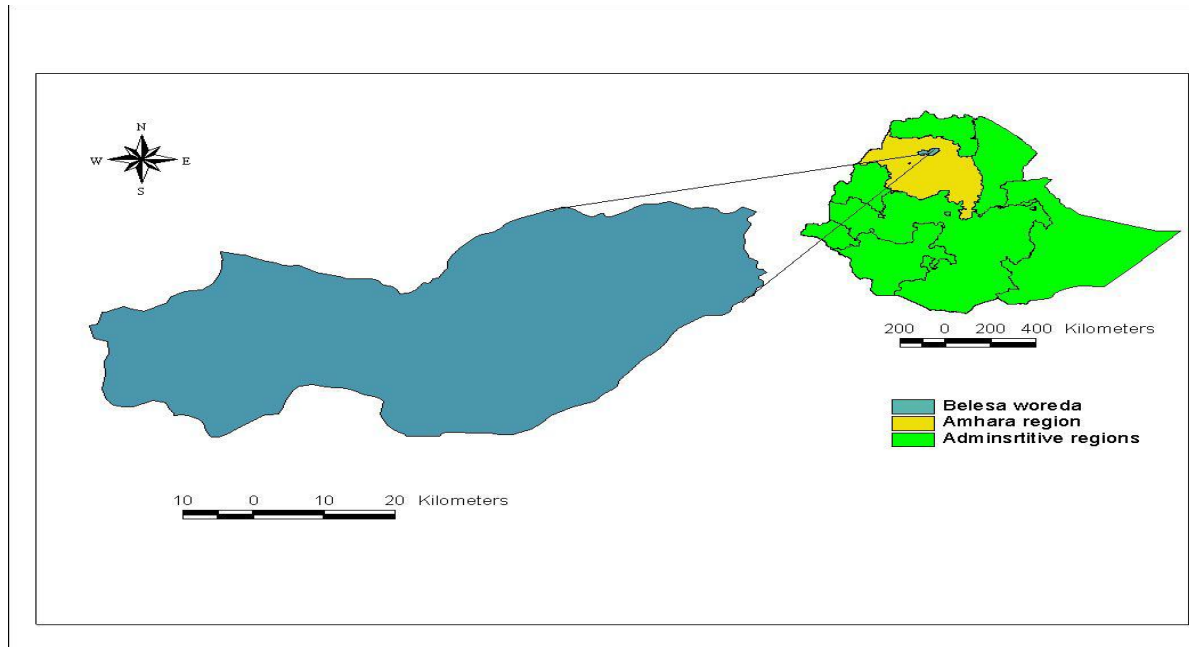 N
W E
S
200 0 200 400 Kilometers
Belesa woreda
Amhara region
Adminsrtitive regions
10 0 10 20 Kilometers